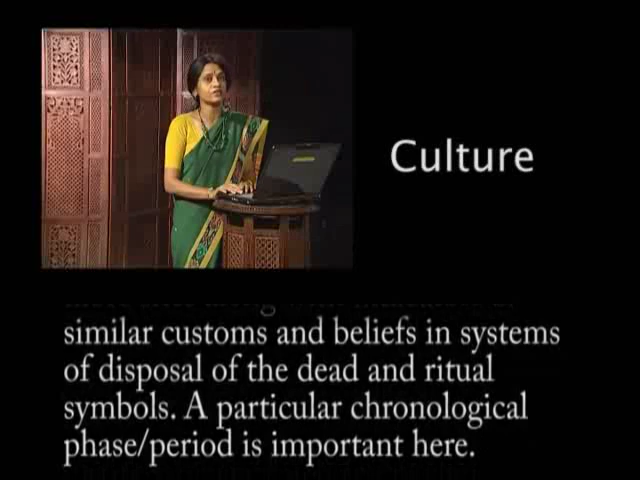 Culture
similar customs and beliefs in systems
of disposal of the dead and ritual
symbols. A particular chronological
phase/period is important here.